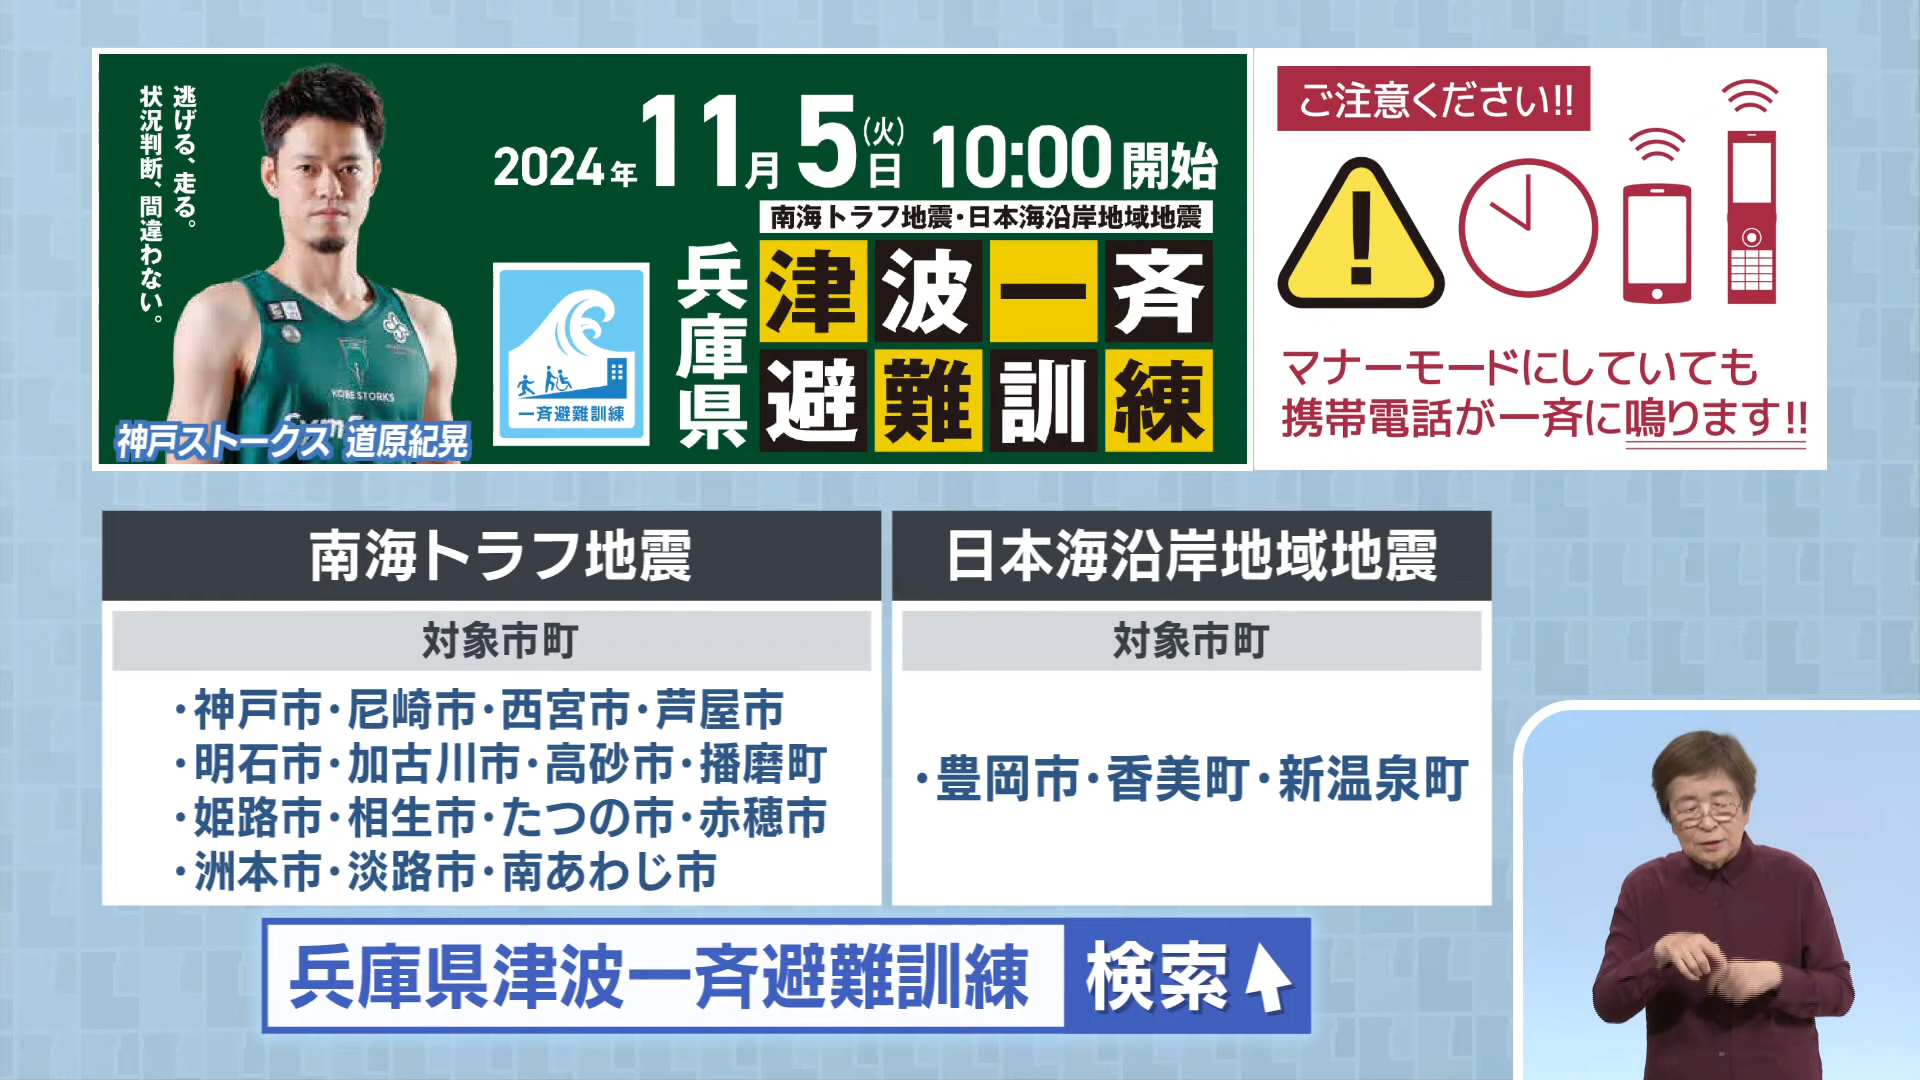 逃げる、走る。
状況判断、間違わない。
KOBE STORKS
神戸ストークス 道原紀晃
2024年11月5日(火) 10:00開始
南海トラフ地震・日本海沿岸地域地震
兵庫県
津波一斉
避難訓練
一斉避難訓練
ご注意ください!!
マナーモードにしていても
携帯電話が一斉に鳴ります!!
南海トラフ地震
対象市町
・神戸市・尼崎市・西宮市・芦屋市
・明石市・加古川市・高砂市・播磨町
・姫路市・相生市・たつの市・赤穂市
・洲本市・淡路市・南あわじ市
日本海沿岸地域地震
対象市町
・豊岡市・香美町・新温泉町
兵庫県津波一斉避難訓練 検索